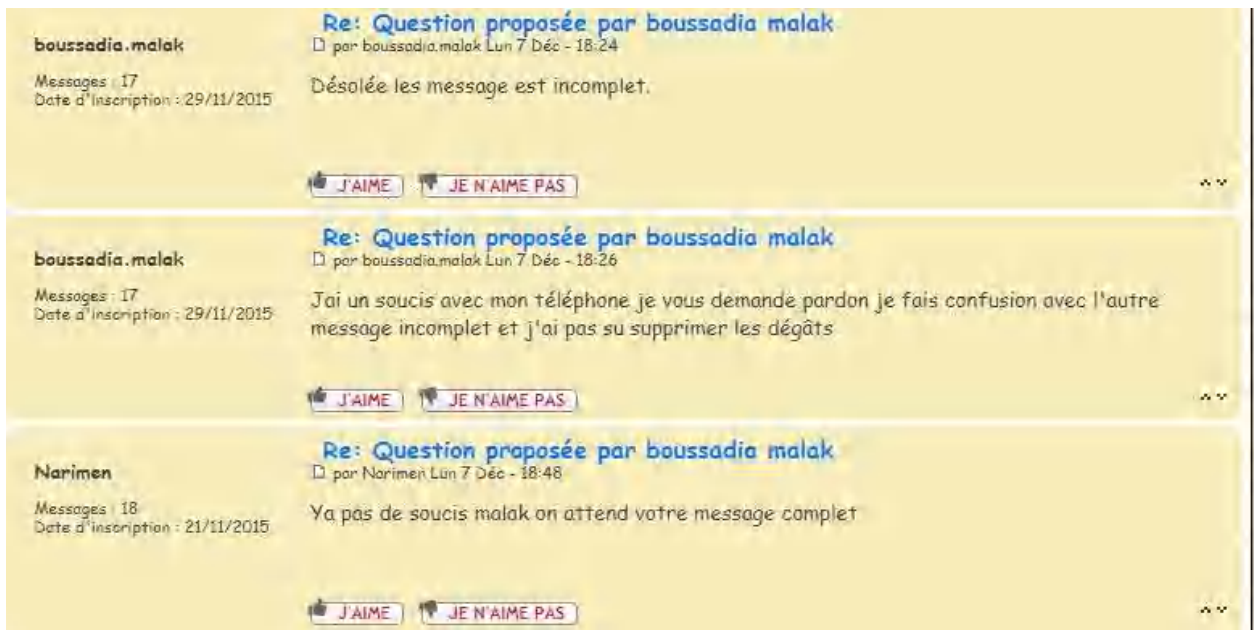 Re: Question proposée par boussadia malak
boussadia.malak
par boussadia.malak Lun 7 Déc - 18:24
Messages : 17
Date d'inscription : 29/11/2015
Désolée les message est incomplet.
J'AIME JE N'AIME PAS
Re: Question proposée par boussadia malak
boussadia.malak
par boussadia.malak Lun 7 Déc - 18:26
Messages : 17
Date d'inscription : 29/11/2015
Jai un soucis avec mon téléphone je vous demande pardon je fais confusion avec l'autre
message incomplet et j'ai pas su supprimer les dégâts
J'AIME JE N'AIME PAS
Re: Question proposée par boussadia malak
Narimen
par Narimen Lun 7 Déc - 18:48
Messages : 18
Date d'inscription : 21/11/2015
Ya pas de soucis malak on attend votre message complet
J'AIME JE N'AIME PAS